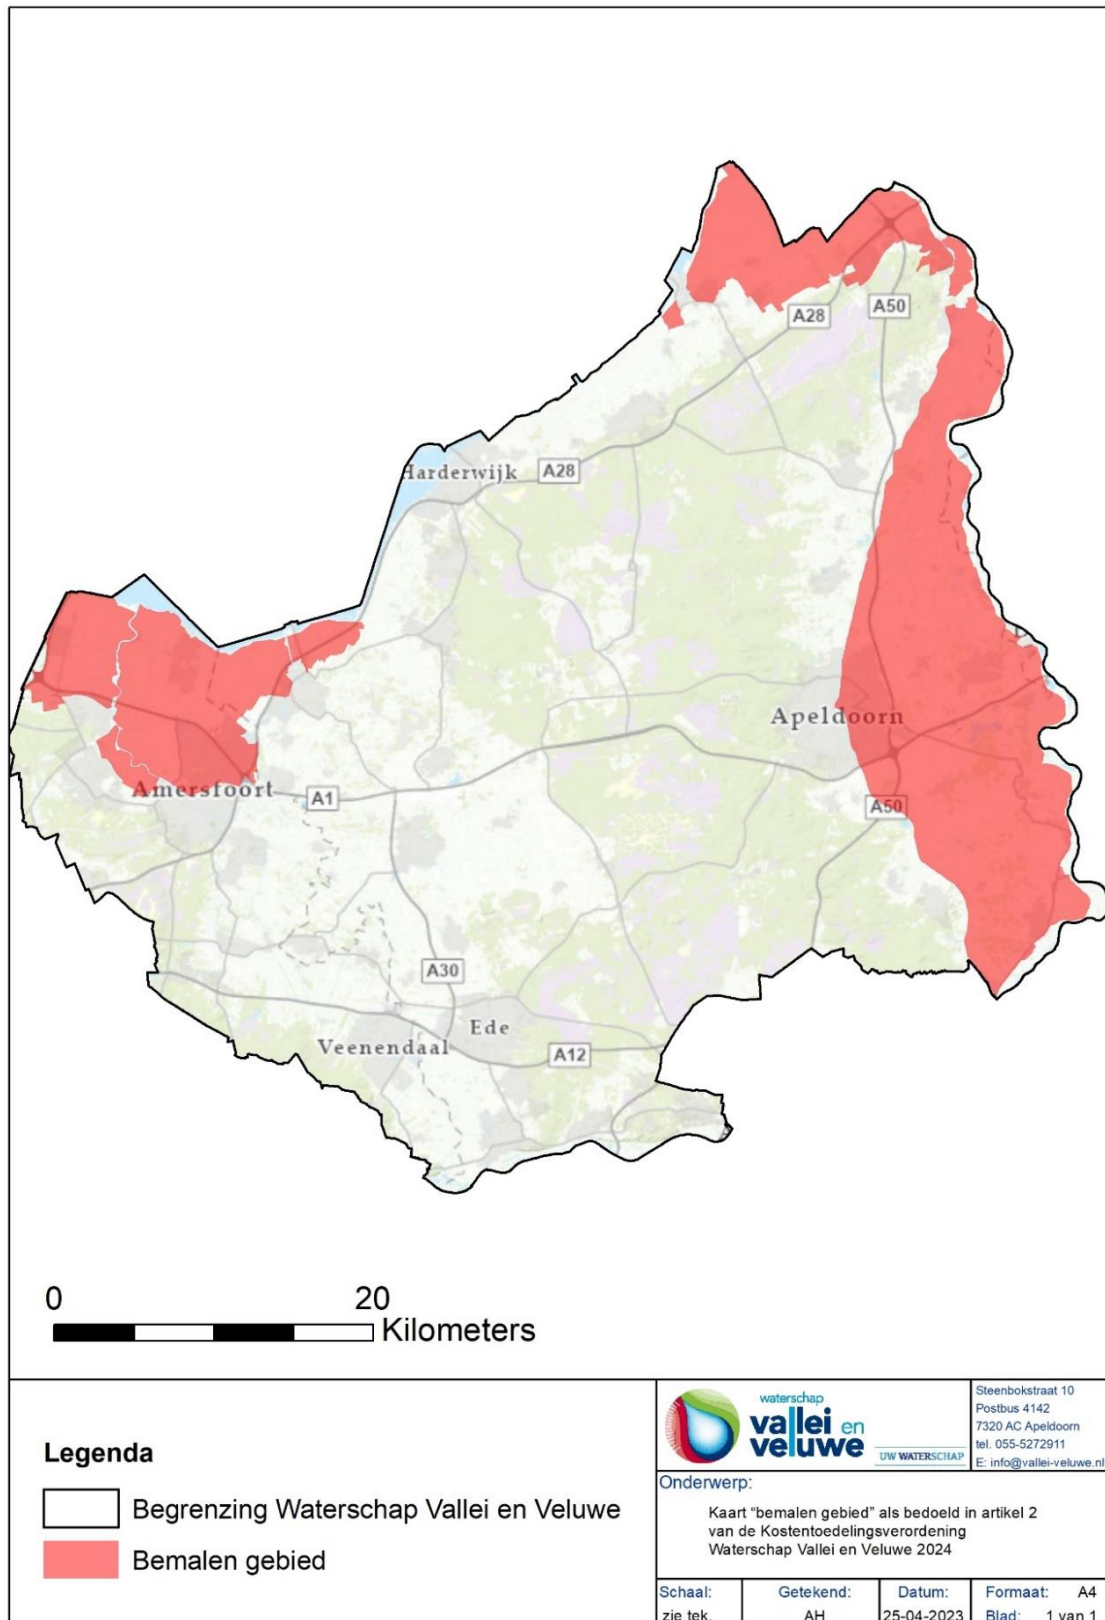 A28
A50
Harderwijk
A28
Apeldoorn
Amersfoort
A1
A50
A30
Ede
Veenendaal
A12
0
20
Kilometers
Legenda
Begrenzing Waterschap Vallei en Veluwe
Bemalen gebied
waterschap
vallei en
veluwe
UW WATERSCHAP
Steenbokstraat 10
Postbus 4142
7320 AC Apeldoorn
tel. 055-5272911
E: info@vallei-veluwe.nl
Onderwerp:
Kaart “bemalen gebied” als bedoeld in artikel 2
van de Kostentoedelingsverordening
Waterschap Vallei en Veluwe 2024
Schaal:
zie tek.
Getekend:
AH
Datum:
25-04-2023
Formaat: A4
Blad: 1 van 1